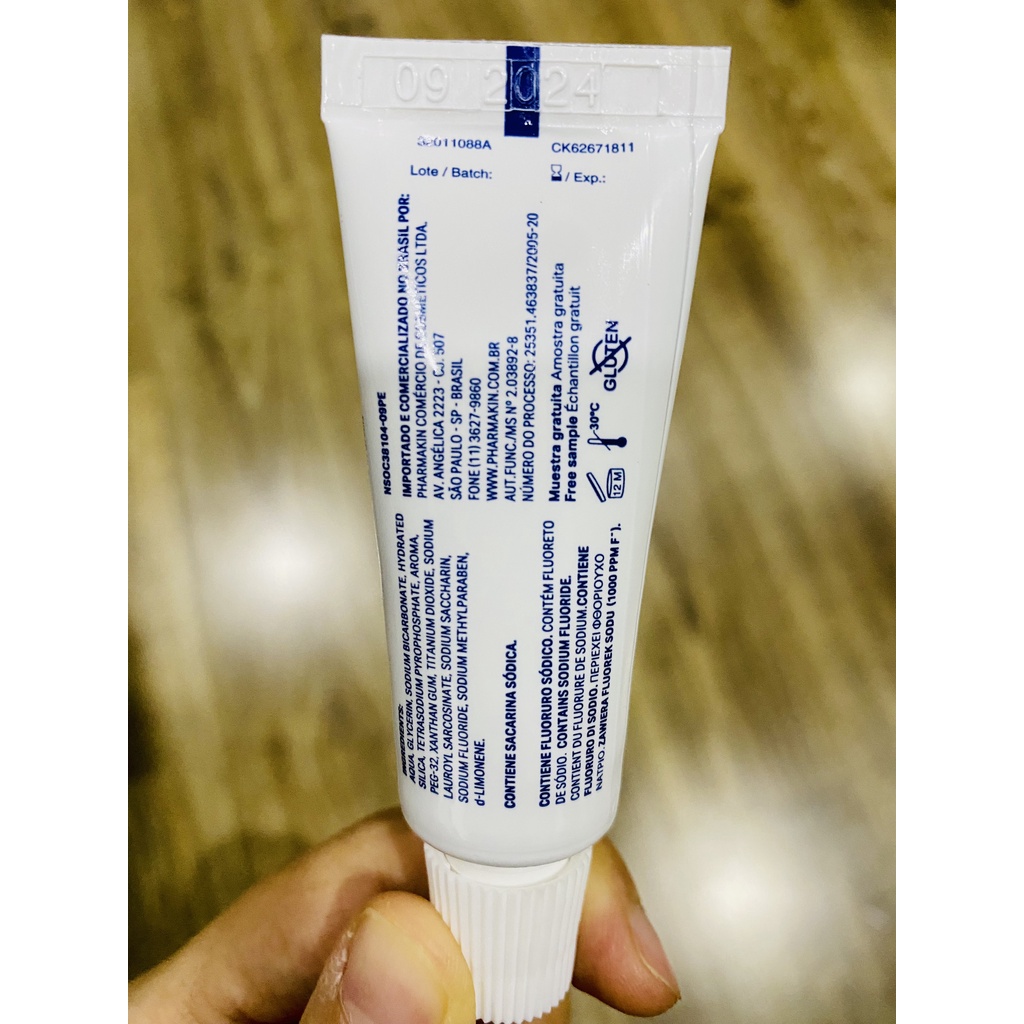 09 2024
32011088A
CK62671811
Lote / Batch:
/ Exp.:
NSOC38104-09PE
IMPORTADO E COMERCIALIZADO NO BRASIL POR:
PHARMAKIN COMÉRCIO DE COSMÉTICOS LTDA.
AV. ANGÉLICA 2223 - CJ. 507
SÃO PAULO - SP - BRASIL
FONE (11) 3627-9860
WWW.PHARMAKIN.COM.BR
AUT.FUNC./MS Nº 2.03892-8
NÚMERO DO PROCESSO: 25351.463837/2005-20
Muestra gratuita Amostra gratuita
Free sample Échantillon gratuit
12 M
30ºC
GLUTEN
INGREDIENTS:
AQUA, GLYCERIN, SODIUM BICARBONATE, HYDRATED
SILICA, TETRASODIUM PYROPHOSPHATE, AROMA,
PEG-32, XANTHAN GUM, TITANIUM DIOXIDE, SODIUM
LAUROYL SARCOSINATE, SODIUM SACCHARIN,
SODIUM FLUORIDE, SODIUM METHYLPARABEN,
d-LIMONENE.
CONTIENE SACARINA SÓDICA.
CONTIENE FLUORURO SÓDICO. CONTÉM FLUORETO
DE SÓDIO. CONTAINS SODIUM FLUORIDE.
CONTIENT DU FLUORURE DE SODIUM.CONTIENE
FLUORURO DI SODIO. ΠΕΡΙΕΧΕΙ ΦΘΟΡΙΟΥΧΟ
ΝΑΤΡΙΟ. ZAWIERA FLUOREK SODU (1000 PPM F⁻).